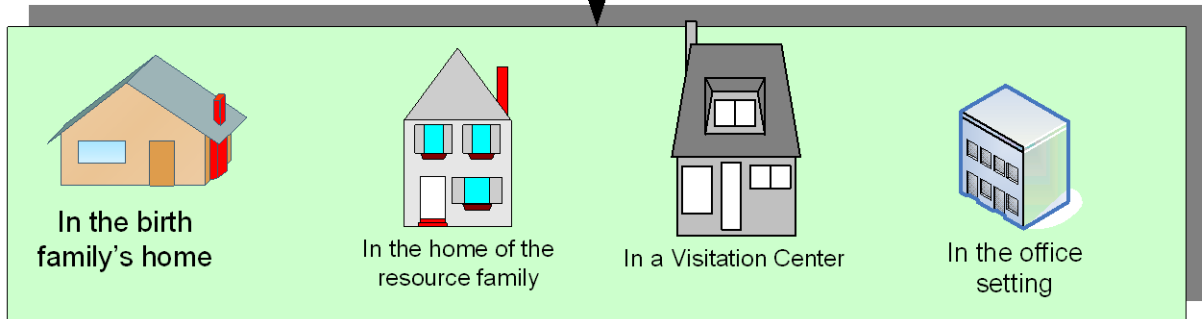 In the birth
family's home
In the home of the
resource family
In a Visitation Center
In the office
setting